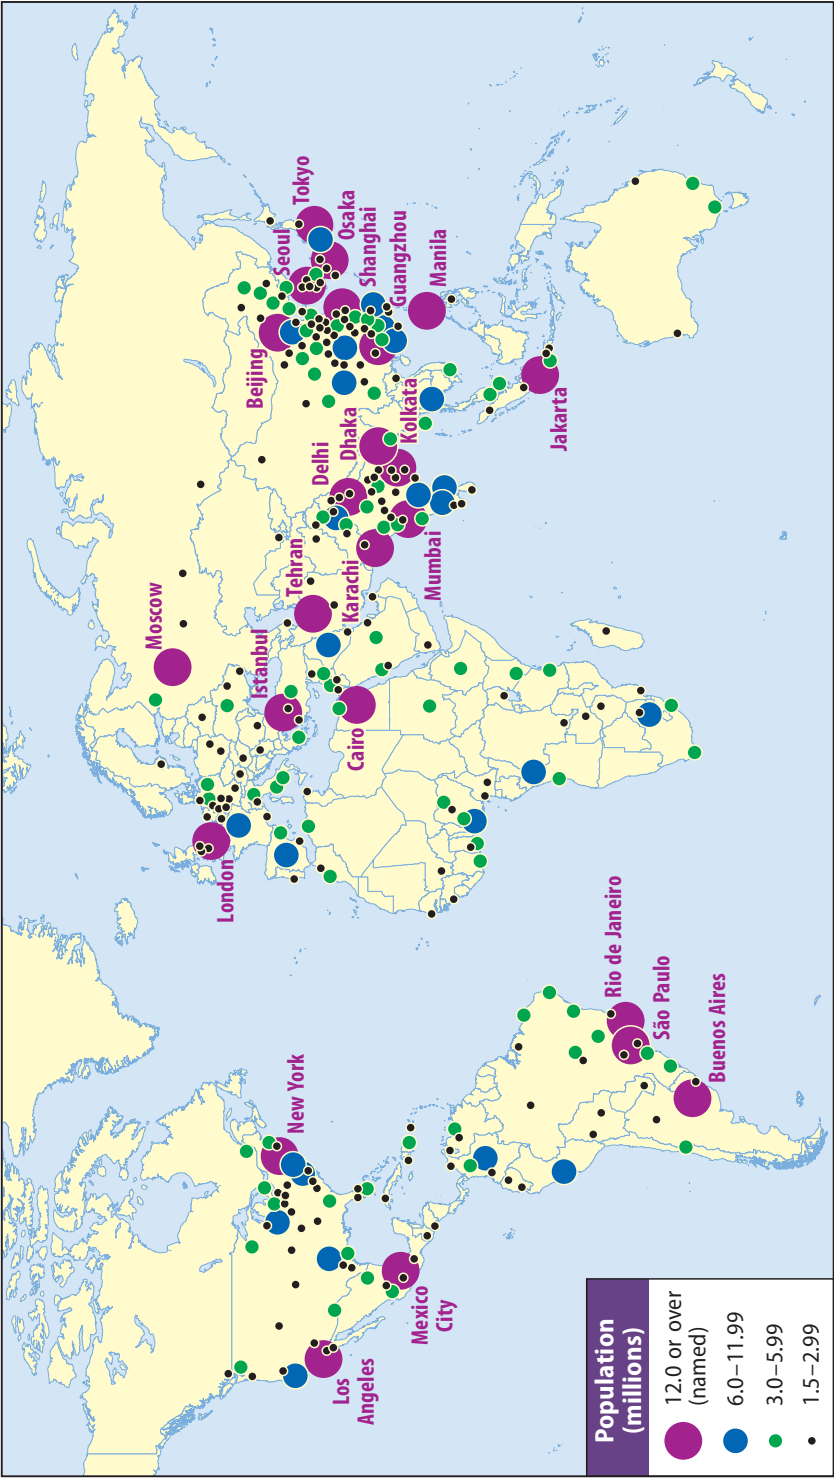 Moscow
London
Istanbul
Tehran
Cairo
Karachi
Delhi
Dhaka
Kolkata
Mumbai
Beijing
Seoul
Tokyo
Osaka
Shanghai
Guangzhou
Manila
Jakarta
New York
Los
Angeles
Mexico
City
Rio de Janeiro
São Paulo
Buenos Aires
Population
(millions)
12.0 or over
(named)
6.0–11.99
3.0–5.99
1.5–2.99